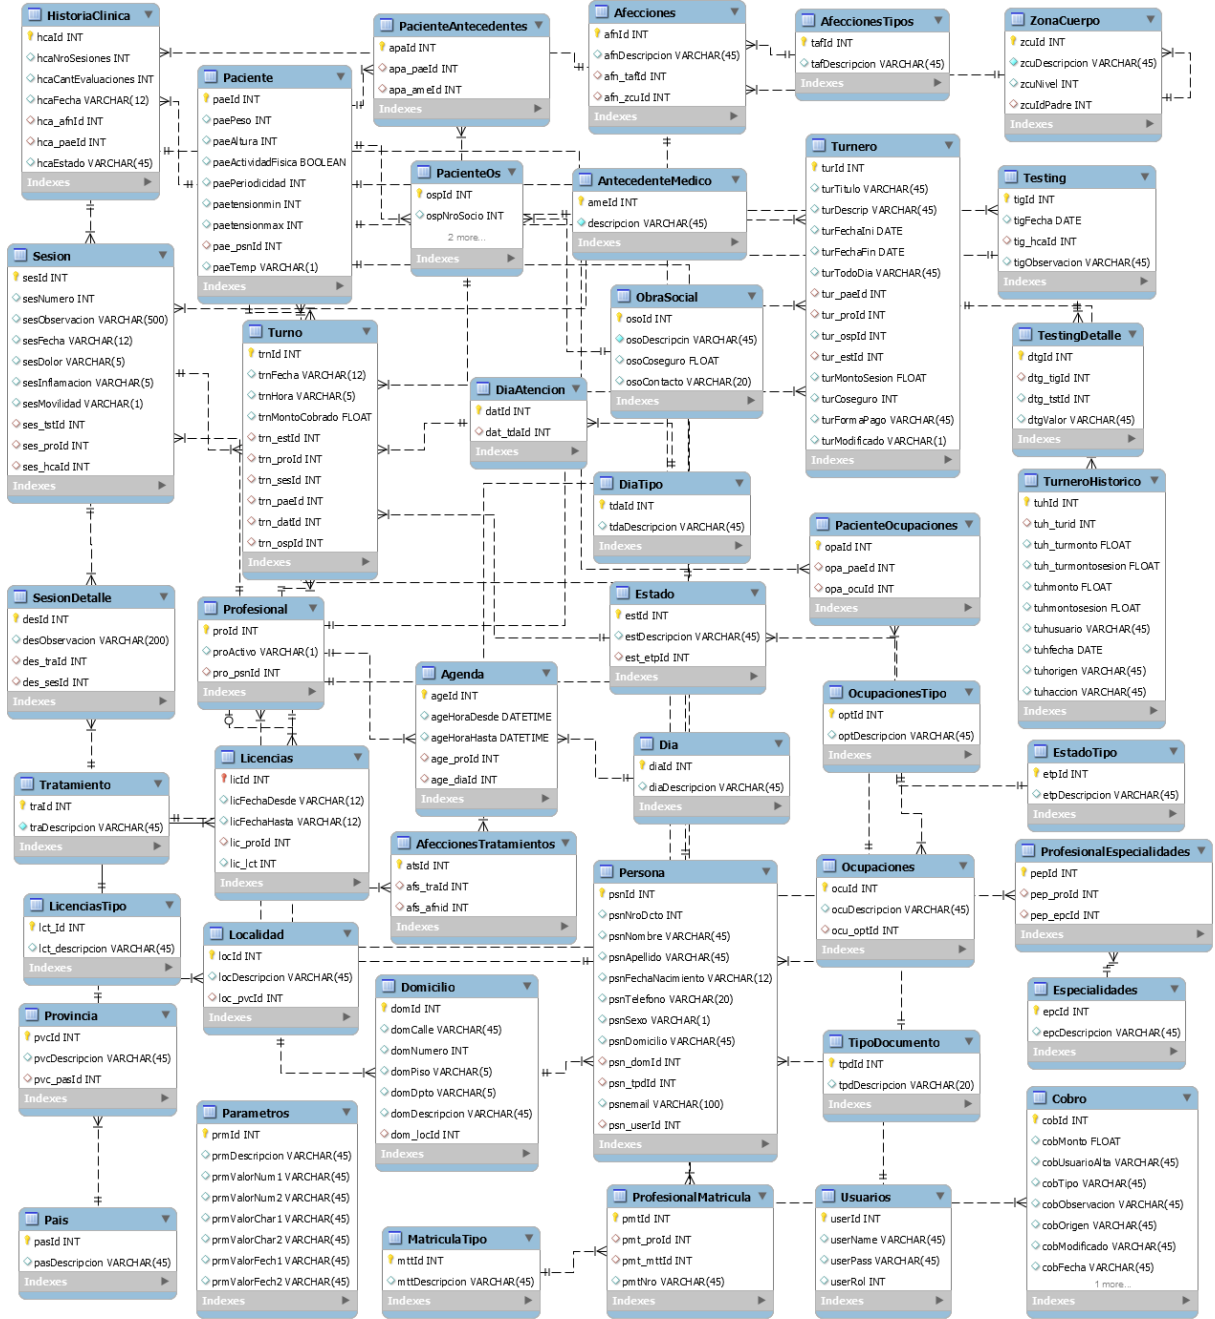 HistoriaClinica
hcaId INT
hcaNroSesiones INT
hcaCantEvaluaciones INT
hcaFecha VARCHAR(12)
hca_afnId INT
hca_paeId INT
hcaEstado VARCHAR(45)
Indexes
Paciente
paeId INT
paePeso INT
paeAltura INT
paeActividadFisica BOOLEAN
paePeriodicidad INT
paetensionmin INT
paetensionmax INT
pae_psnId INT
paeTemp VARCHAR(1)
Indexes
PacienteAntecedentes
apaId INT
apa_paeId INT
apa_ameId INT
Indexes
Afecciones
afnId INT
afnDescripcion VARCHAR(45)
afn_tafId INT
afn_zcuId INT
Indexes
AfeccionesTipos
tafId INT
tafDescripcion VARCHAR(45)
Indexes
ZonaCuerpo
zcuId INT
zcuDescripcion VARCHAR(45)
zcuNivel INT
zcuIdPadre INT
Indexes
PacienteOs
ospId INT
ospNroSocio INT
2 more...
Indexes
AntecedenteMedico
ameId INT
descripcion VARCHAR(45)
Indexes
Turnero
turId INT
turTitulo VARCHAR(45)
turDescrip VARCHAR(45)
turFechaIni DATE
turFechaFin DATE
turTodoDia VARCHAR(45)
tur_paeId INT
tur_proId INT
tur_ospId INT
tur_estId INT
turMontoSesion FLOAT
turCoseguro INT
turFormaPago VARCHAR(45)
turModificado VARCHAR(1)
Indexes
Testing
tigId INT
tigFecha DATE
tig_hcaId INT
tigObservacion VARCHAR(45)
Indexes
Sesion
sesId INT
sesNumero INT
sesObservacion VARCHAR(500)
sesFecha VARCHAR(12)
sesDolor VARCHAR(5)
sesInflamacion VARCHAR(5)
sesMovilidad VARCHAR(1)
ses_tstId INT
ses_proId INT
ses_hcaId INT
Indexes
Turno
trnId INT
trnFecha VARCHAR(12)
trnHora VARCHAR(5)
trnMontoCobrado FLOAT
trn_estId INT
trn_proId INT
trn_sesId INT
trn_paeId INT
trn_datId INT
trn_ospId INT
Indexes
ObraSocial
osoId INT
osoDescripcin VARCHAR(45)
osoCoseguro FLOAT
osoContacto VARCHAR(20)
Indexes
TestingDetalle
dtgId INT
dtg_tigId INT
dtg_tstId INT
dtgValor VARCHAR(45)
Indexes
DiaAtencion
datId INT
dat_tdaId INT
Indexes
DiaTipo
tdaId INT
tdaDescripcion VARCHAR(45)
Indexes
TurneroHistorico
tuhId INT
tuh_turid INT
tuh_turmonto FLOAT
tuh_turmontosesion FLOAT
tuhmonto FLOAT
tuhmontosesion FLOAT
tuhusuario VARCHAR(45)
tuhfecha DATE
tuhorigen VARCHAR(45)
tuhaccion VARCHAR(45)
Indexes
PacienteOcupaciones
opaId INT
opa_paeId INT
opa_ocuId INT
Indexes
SesionDetalle
desId INT
desObservacion VARCHAR(200)
des_traId INT
des_sesId INT
Indexes
Profesional
proId INT
proActivo VARCHAR(1)
pro_psnId INT
Indexes
Estado
estId INT
estDescripcion VARCHAR(45)
est_etpId INT
Indexes
Agenda
ageId INT
ageHoraDesde DATETIME
ageHoraHasta DATETIME
age_proId INT
age_diaId INT
Indexes
OcupacionesTipo
optId INT
optDescripcion VARCHAR(45)
Indexes
Licencias
licId INT
licFechaDesde VARCHAR(12)
licFechaHasta VARCHAR(12)
lic_proId INT
lic_lct INT
Indexes
Dia
diaId INT
diaDescripcion VARCHAR(45)
Indexes
EstadoTipo
etpId INT
etpDescripcion VARCHAR(45)
Indexes
Tratamiento
traId INT
traDescripcion VARCHAR(45)
Indexes
AfeccionesTratamientos
atsId INT
afs_traId INT
afs_afnid INT
Indexes
Persona
psnId INT
psnNroDcto INT
psnNombre VARCHAR(45)
psnApellido VARCHAR(45)
psnFechaNacimiento VARCHAR(12)
psnTelefono VARCHAR(20)
psnSexo VARCHAR(1)
psnDomicilio VARCHAR(45)
psn_domId INT
psn_tpdId INT
psnemail VARCHAR(100)
psn_userId INT
Indexes
Ocupaciones
ocuId INT
ocuDescripcion VARCHAR(45)
ocu_optId INT
Indexes
ProfesionalEspecialidades
pepId INT
pep_proId INT
pep_epcId INT
Indexes
LicenciasTipo
lct_Id INT
lct_descripcion VARCHAR(45)
Indexes
Localidad
locId INT
locDescripcion VARCHAR(45)
loc_pvcId INT
Indexes
Domicilio
domId INT
domCalle VARCHAR(45)
domNumero INT
domPiso VARCHAR(5)
domDpto VARCHAR(5)
domDescripcion VARCHAR(45)
dom_locId INT
Indexes
Especialidades
epcId INT
epcDescripcion VARCHAR(45)
Indexes
Provincia
pvcId INT
pvcDescripcion VARCHAR(45)
pvc_pasId INT
Indexes
TipoDocumento
tpdId INT
tpdDescripcion VARCHAR(20)
Indexes
Parametros
prmId INT
prmDescripcion VARCHAR(45)
prmValorNum1 VARCHAR(45)
prmValorNum2 VARCHAR(45)
prmValorChar1 VARCHAR(45)
prmValorChar2 VARCHAR(45)
prmValorFech1 VARCHAR(45)
prmValorFech2 VARCHAR(45)
Indexes
Cobro
cobId INT
cobMonto FLOAT
cobUsuarioAlta VARCHAR(45)
cobTipo VARCHAR(45)
cobObservacion VARCHAR(45)
cobOrigen VARCHAR(45)
cobModificado VARCHAR(45)
cobFecha VARCHAR(45)
1 more...
Indexes
Pais
pasId INT
pasDescripcion VARCHAR(45)
Indexes
MatriculaTipo
mttId INT
mttDescripcion VARCHAR(45)
Indexes
ProfesionalMatricula
pmtId INT
pmt_proId INT
pmt_mttId INT
pmtNro VARCHAR(45)
Indexes
Usuarios
userId INT
userName VARCHAR(45)
userPass VARCHAR(45)
userRol INT
Indexes